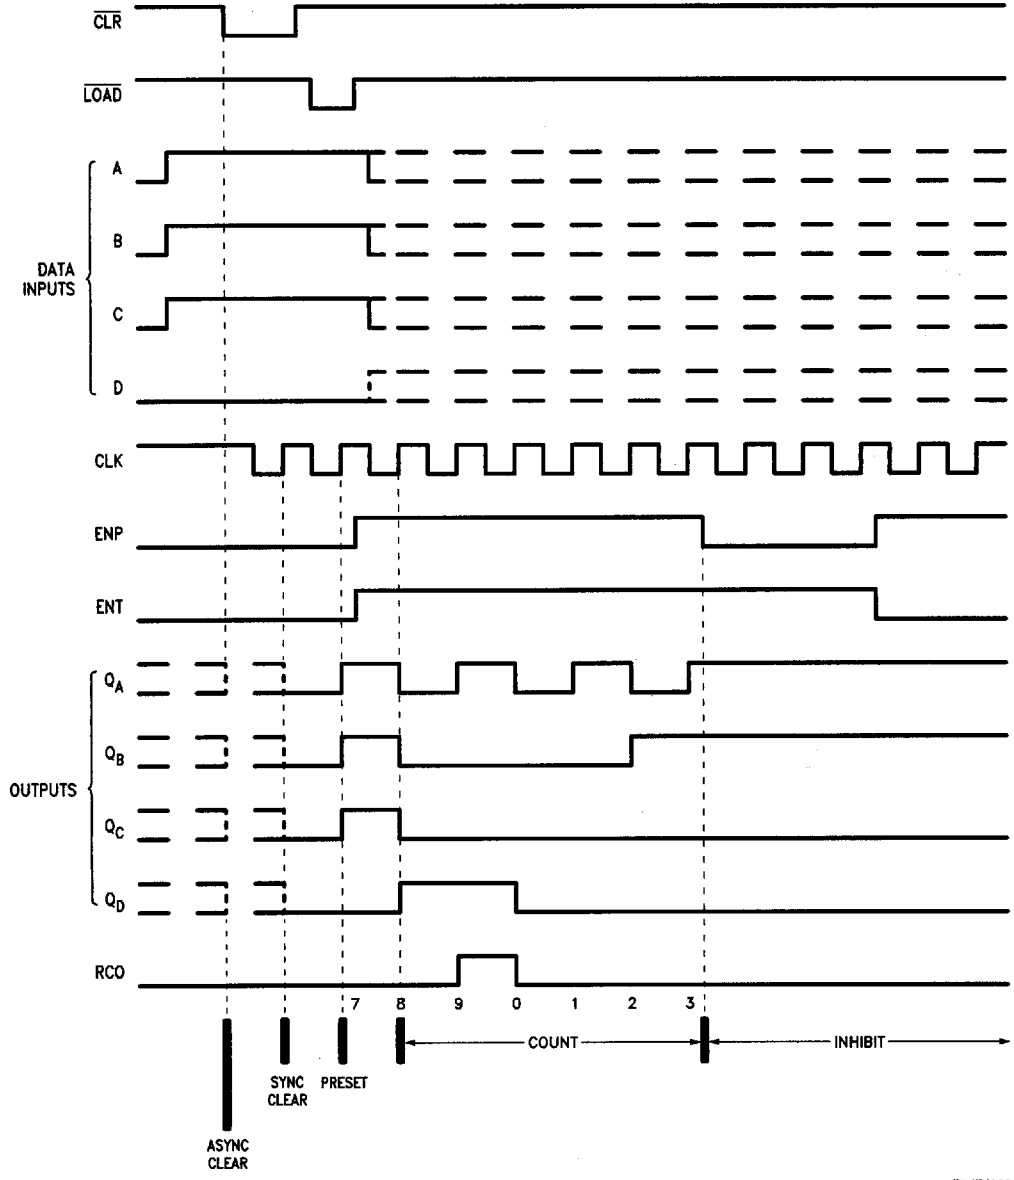 CLR
LOAD
A
B
DATA
INPUTS
C
D
CLK
ENP
ENT
QA
QB
OUTPUTS
QC
QD
RCO
7 8 9 0 1 2 3
COUNT INHIBIT
SYNC
CLEAR
PRESET
ASYNC
CLEAR